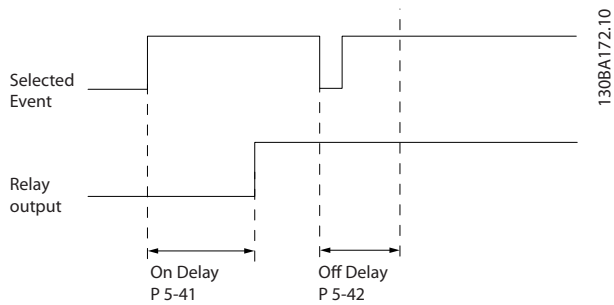 130BA172.10
Selected
Event
Relay
output
On Delay
P 5-41
Off Delay
P 5-42